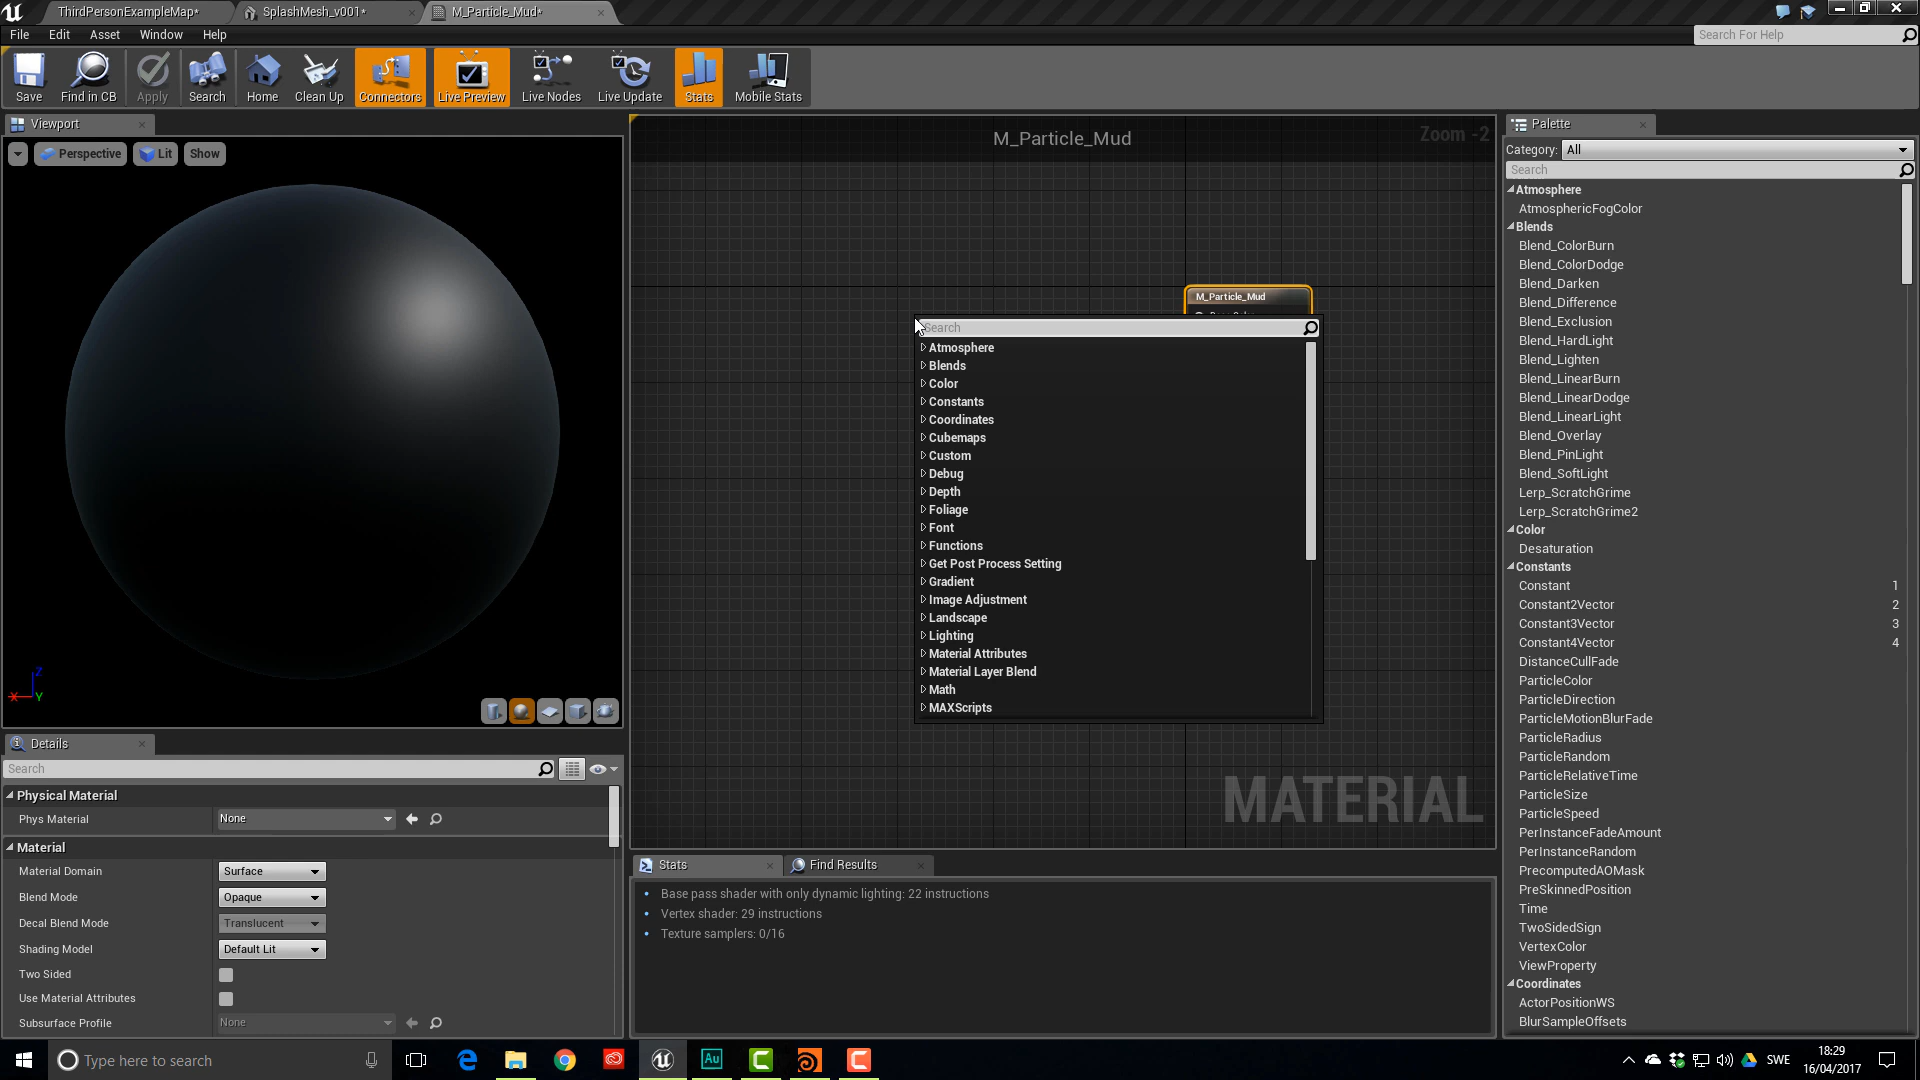 ThirdPersonExampleMap*
SplashMesh_v001*
M_Particle_Mud*
File Edit Asset Window Help
Search For Help
Save
Find in CB
Apply
Search
Home
Clean Up
Connectors
Live Preview
Live Nodes
Live Update
Stats
Mobile Stats
Viewport
Perspective
Lit
Show
X
Y
Z
M_Particle_Mud
Zoom -2
M_Particle_Mud
Search
Atmosphere
Blends
Color
Constants
Coordinates
Cubemaps
Custom
Debug
Depth
Foliage
Font
Functions
Get Post Process Setting
Gradient
Image Adjustment
Landscape
Lighting
Material Attributes
Material Layer Blend
Math
MAXScripts
MATERIAL
Details
Search
Physical Material
Phys Material None
Material
Material Domain Surface
Blend Mode Opaque
Decal Blend Mode Translucent
Shading Model Default Lit
Two Sided
Use Material Attributes
Subsurface Profile None
Stats
Find Results
Base pass shader with only dynamic lighting: 22 instructions
Vertex shader: 29 instructions
Texture samplers: 0/16
Palette
Category: All
Search
Atmosphere
AtmosphericFogColor
Blends
Blend_ColorBurn
Blend_ColorDodge
Blend_Darken
Blend_Difference
Blend_Exclusion
Blend_HardLight
Blend_Lighten
Blend_LinearBurn
Blend_LinearDodge
Blend_LinearLight
Blend_Overlay
Blend_PinLight
Blend_SoftLight
Lerp_ScratchGrime
Lerp_ScratchGrime2
Color
Desaturation
Constants
Constant 1
Constant2Vector 2
Constant3Vector 3
Constant4Vector 4
DistanceCullFade
ParticleColor
ParticleDirection
ParticleMotionBlurFade
ParticleRadius
ParticleRandom
ParticleRelativeTime
ParticleSize
ParticleSpeed
PerInstanceFadeAmount
PerInstanceRandom
PrecomputedAOMask
PreSkinnedPosition
Time
TwoSidedSign
VertexColor
ViewProperty
Coordinates
ActorPositionWS
BlurSampleOffsets
Type here to search
Au
SWE
18:29
16/04/2017